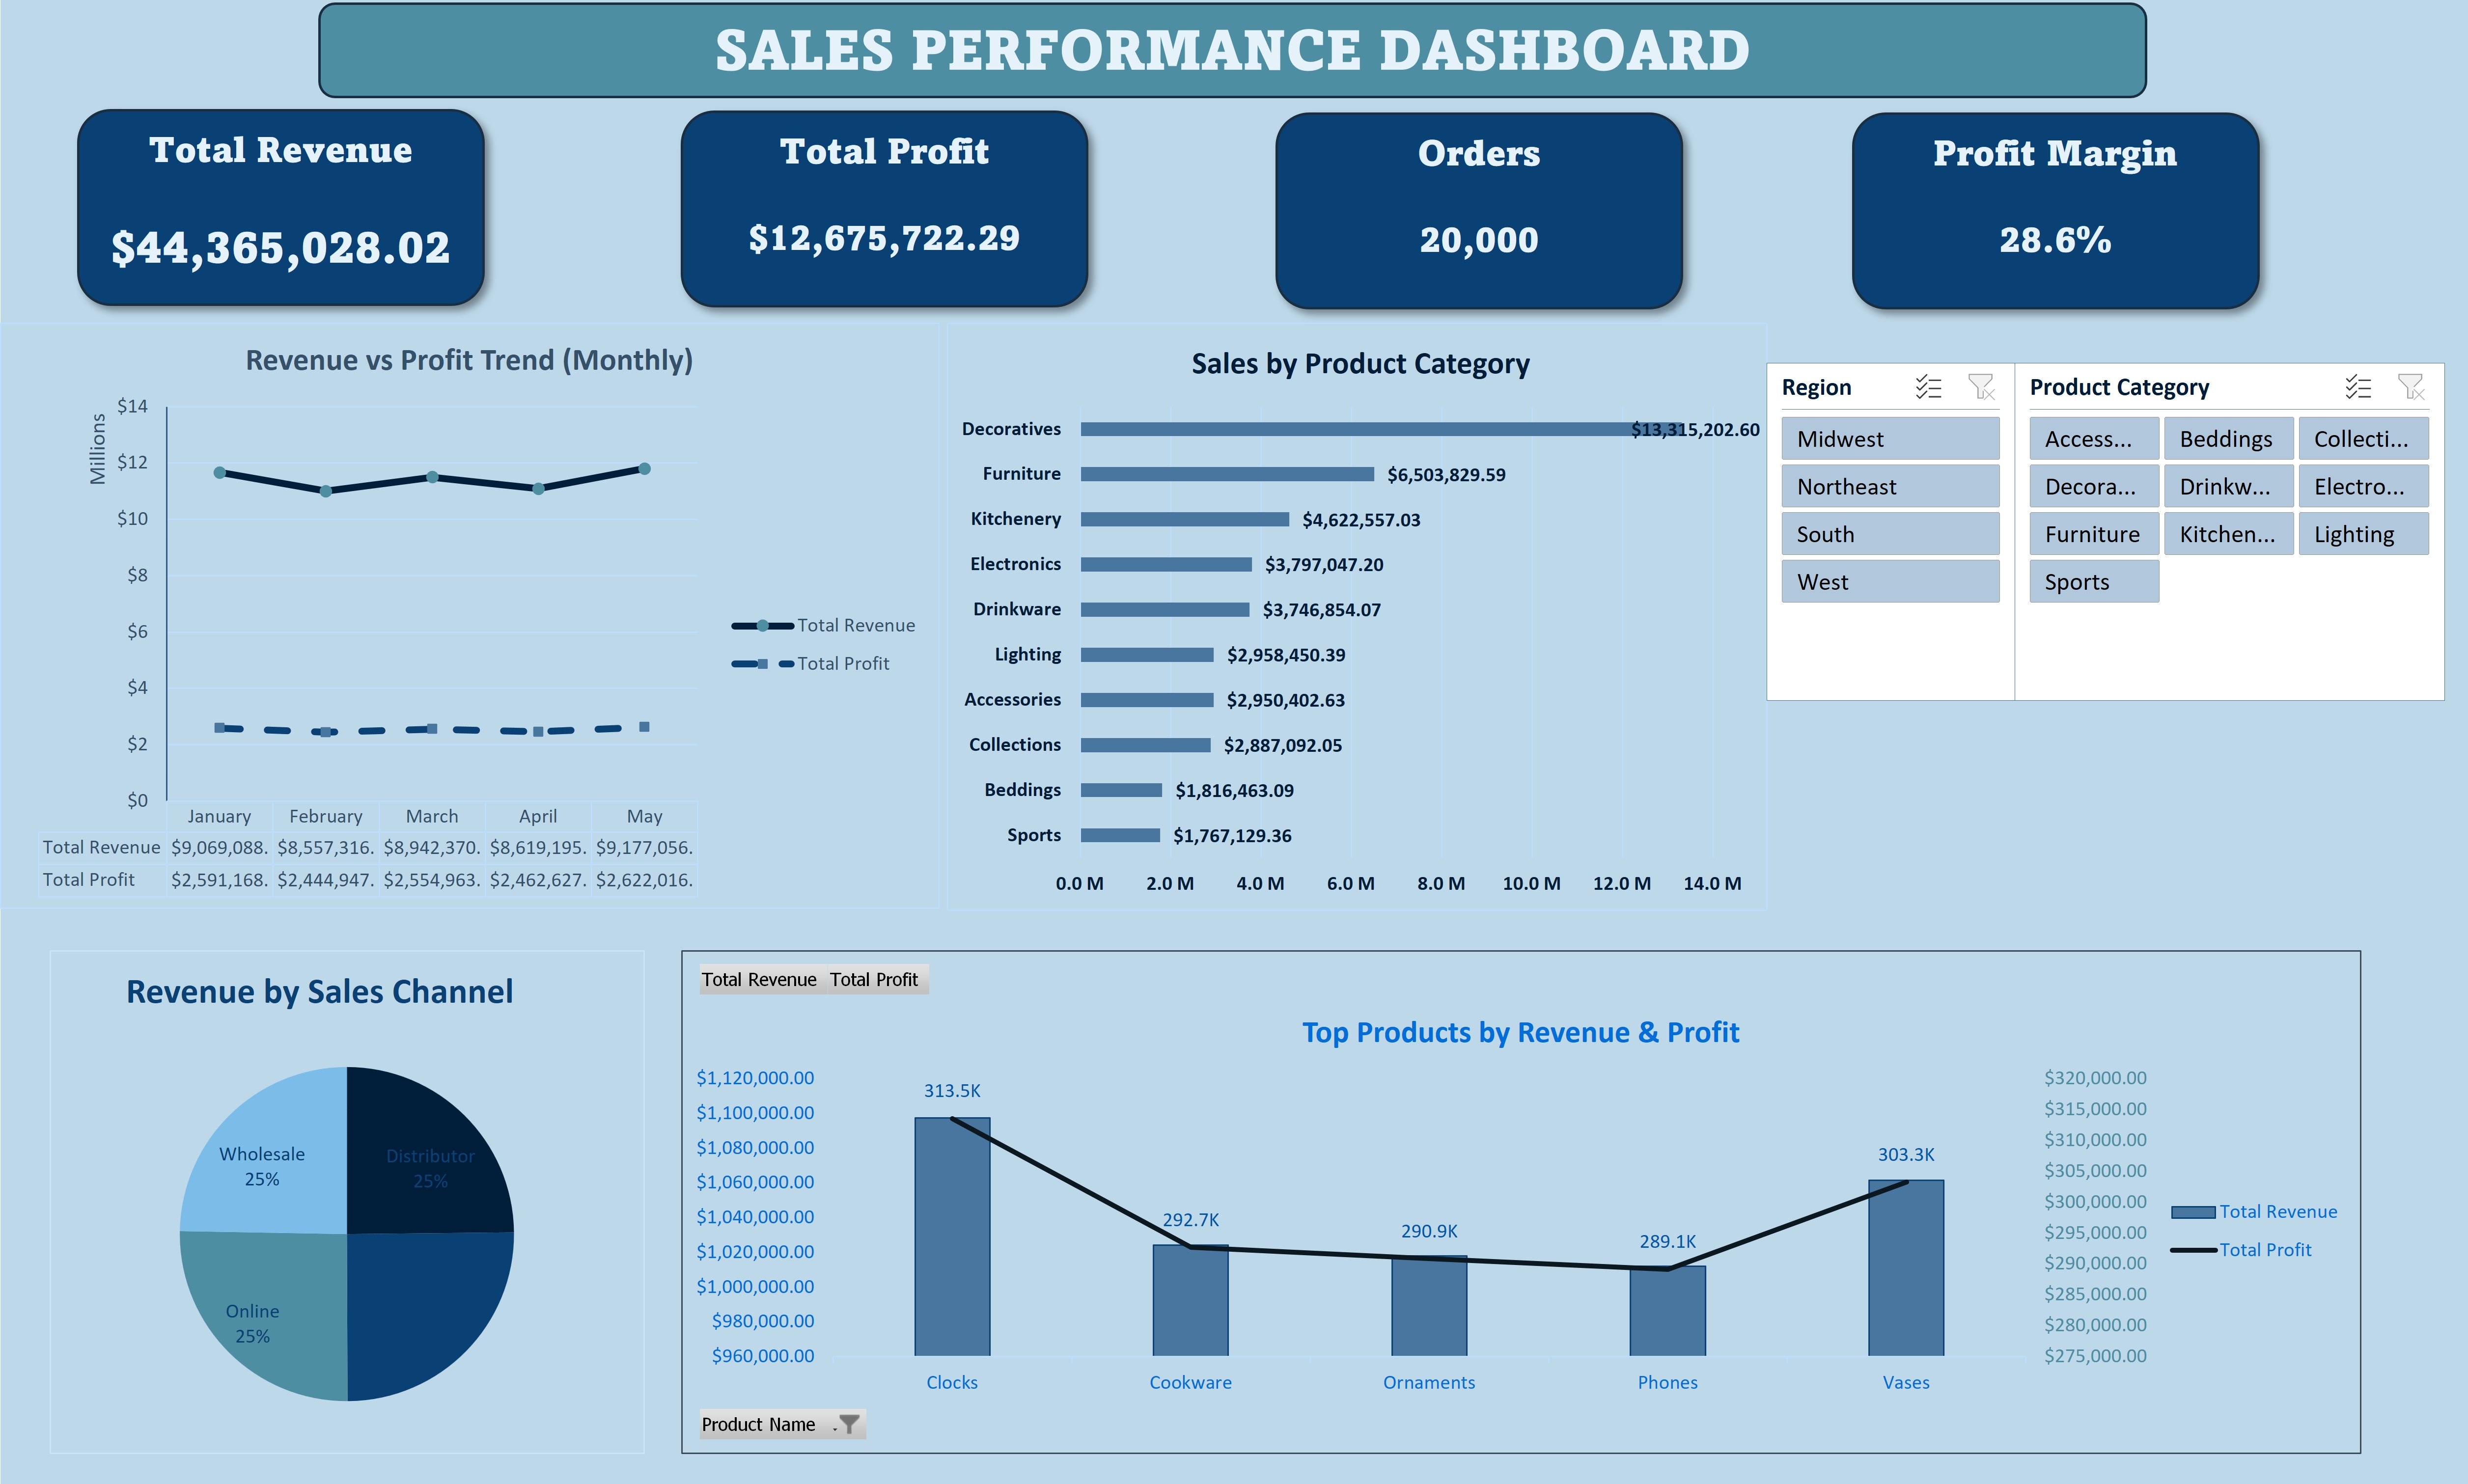 SALES PERFORMANCE DASHBOARD
Total Revenue
$44,365,028.02
Total Profit
$12,675,722.29
Orders
20,000
Profit Margin
28.6%
Revenue vs Profit Trend (Monthly)
Millions
$14
$12
$10
$8
$6
$4
$2
$0
January February March April May
Total Revenue $9,069,088. $8,557,316. $8,942,370. $8,619,195. $9,177,056.
Total Profit $2,591,168. $2,444,947. $2,554,963. $2,462,627. $2,622,016.
Total Revenue
Total Profit
Sales by Product Category
Decoratives $13,315,202.60
Furniture $6,503,829.59
Kitchenery $4,622,557.03
Electronics $3,797,047.20
Drinkware $3,746,854.07
Lighting $2,958,450.39
Accessories $2,950,402.63
Collections $2,887,092.05
Beddings $1,816,463.09
Sports $1,767,129.36
0.0 M 2.0 M 4.0 M 6.0 M 8.0 M 10.0 M 12.0 M 14.0 M
Region
Midwest
Northeast
South
West
Product Category
Access... Beddings Collecti...
Decora... Drinkw... Electro...
Furniture Kitchen... Lighting
Sports
Revenue by Sales Channel
Wholesale
25%
Distributor
25%
Online
25%
Total Revenue Total Profit
Top Products by Revenue & Profit
$1,120,000.00
$1,100,000.00
$1,080,000.00
$1,060,000.00
$1,040,000.00
$1,020,000.00
$1,000,000.00
$980,000.00
$960,000.00
313.5K
292.7K
290.9K
289.1K
303.3K
Clocks Cookware Ornaments Phones Vases
$320,000.00
$315,000.00
$310,000.00
$305,000.00
$300,000.00
$295,000.00
$290,000.00
$285,000.00
$280,000.00
$275,000.00
Total Revenue
Total Profit
Product Name